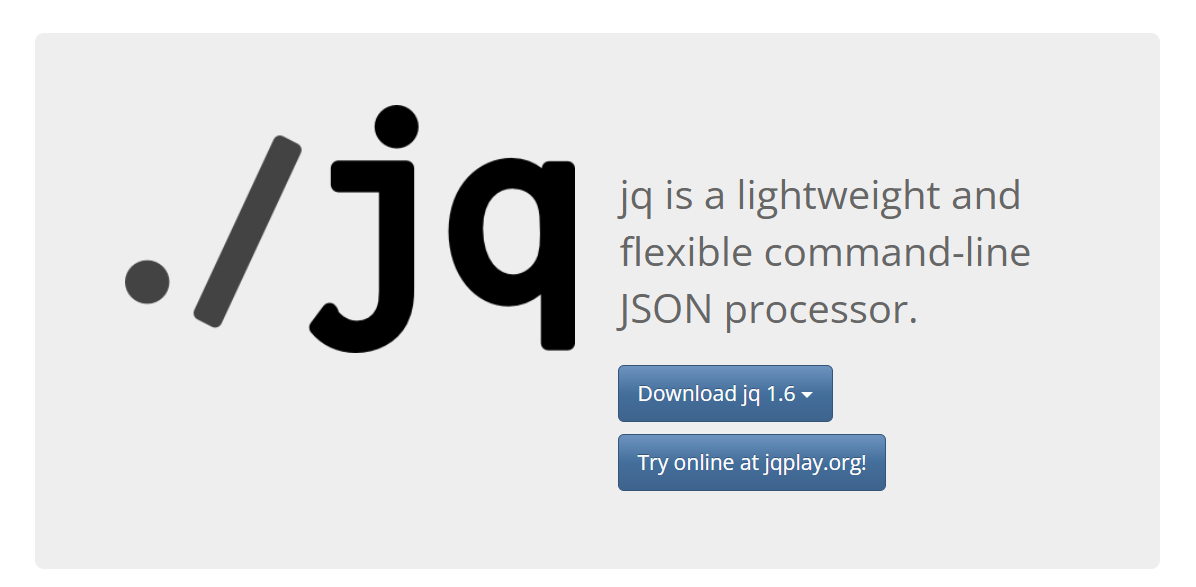 ./jq
jq is a lightweight and
flexible command-line
JSON processor.
Download jq 1.6
Try online at jqplay.org!